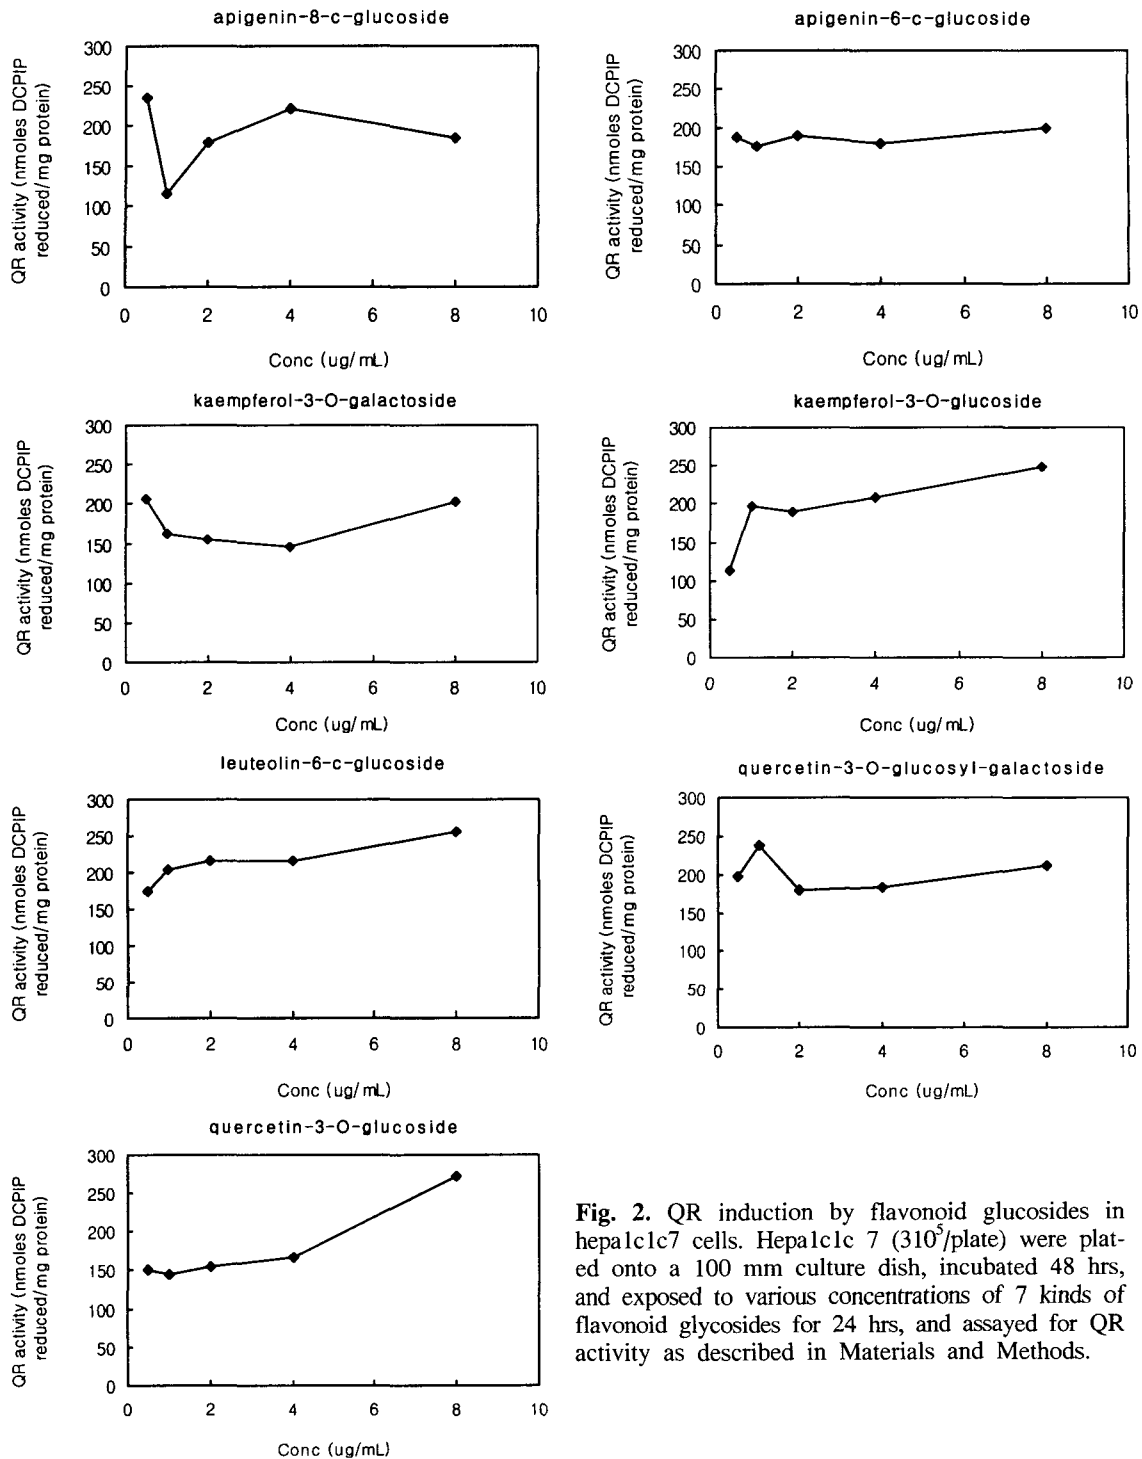 apigenin-8-c-glucoside
QR activity (nmoles DCPIP
reduced/mg protein)
300
250
200
150
100
50
0
0 2 4 6 8 10
Conc (ug/mL)
apigenin-6-c-glucoside
QR activity (nmoles DCPIP
reduced/mg protein)
300
250
200
150
100
50
0
0 2 4 6 8 10
Conc (ug/mL)
kaempferol-3-O-galactoside
QR activity (nmoles DCPIP
reduced/mg protein)
300
250
200
150
100
50
0
0 2 4 6 8 10
Conc (ug/mL)
kaempferol-3-O-glucoside
QR activity (nmoles DCPIP
reduced/mg protein)
300
250
200
150
100
50
0
0 2 4 6 8 10
Conc (ug/mL)
leuteolin-6-c-glucoside
QR activity (nmoles DCPIP
reduced/mg protein)
300
250
200
150
100
50
0
0 2 4 6 8 10
Conc (ug/mL)
quercetin-3-O-glucosyl-galactoside
QR activity (nmoles DCPIP
reduced/mg protein)
300
250
200
150
100
50
0
0 2 4 6 8 10
Conc (ug/mL)
quercetin-3-O-glucoside
QR activity (nmoles DCPIP
reduced/mg protein)
300
250
200
150
100
50
0
0 2 4 6 8 10
Conc (ug/mL)
Fig. 2. QR induction by flavonoid glucosides in
hepa1c1c7 cells. Hepa1c1c 7 (310⁵/plate) were plat-
ed onto a 100 mm culture dish, incubated 48 hrs,
and exposed to various concentrations of 7 kinds of
flavonoid glycosides for 24 hrs, and assayed for QR
activity as described in Materials and Methods.